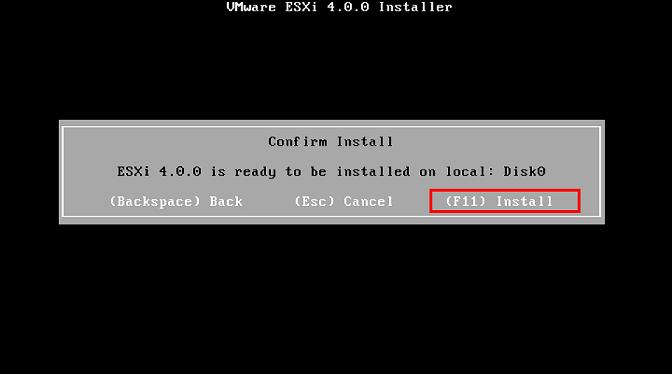 VMware ESXi 4.0.0 Installer
Confirm Install
ESXi 4.0.0 is ready to be installed on local: Disk0
(Backspace) Back (Esc) Cancel (F11) Install